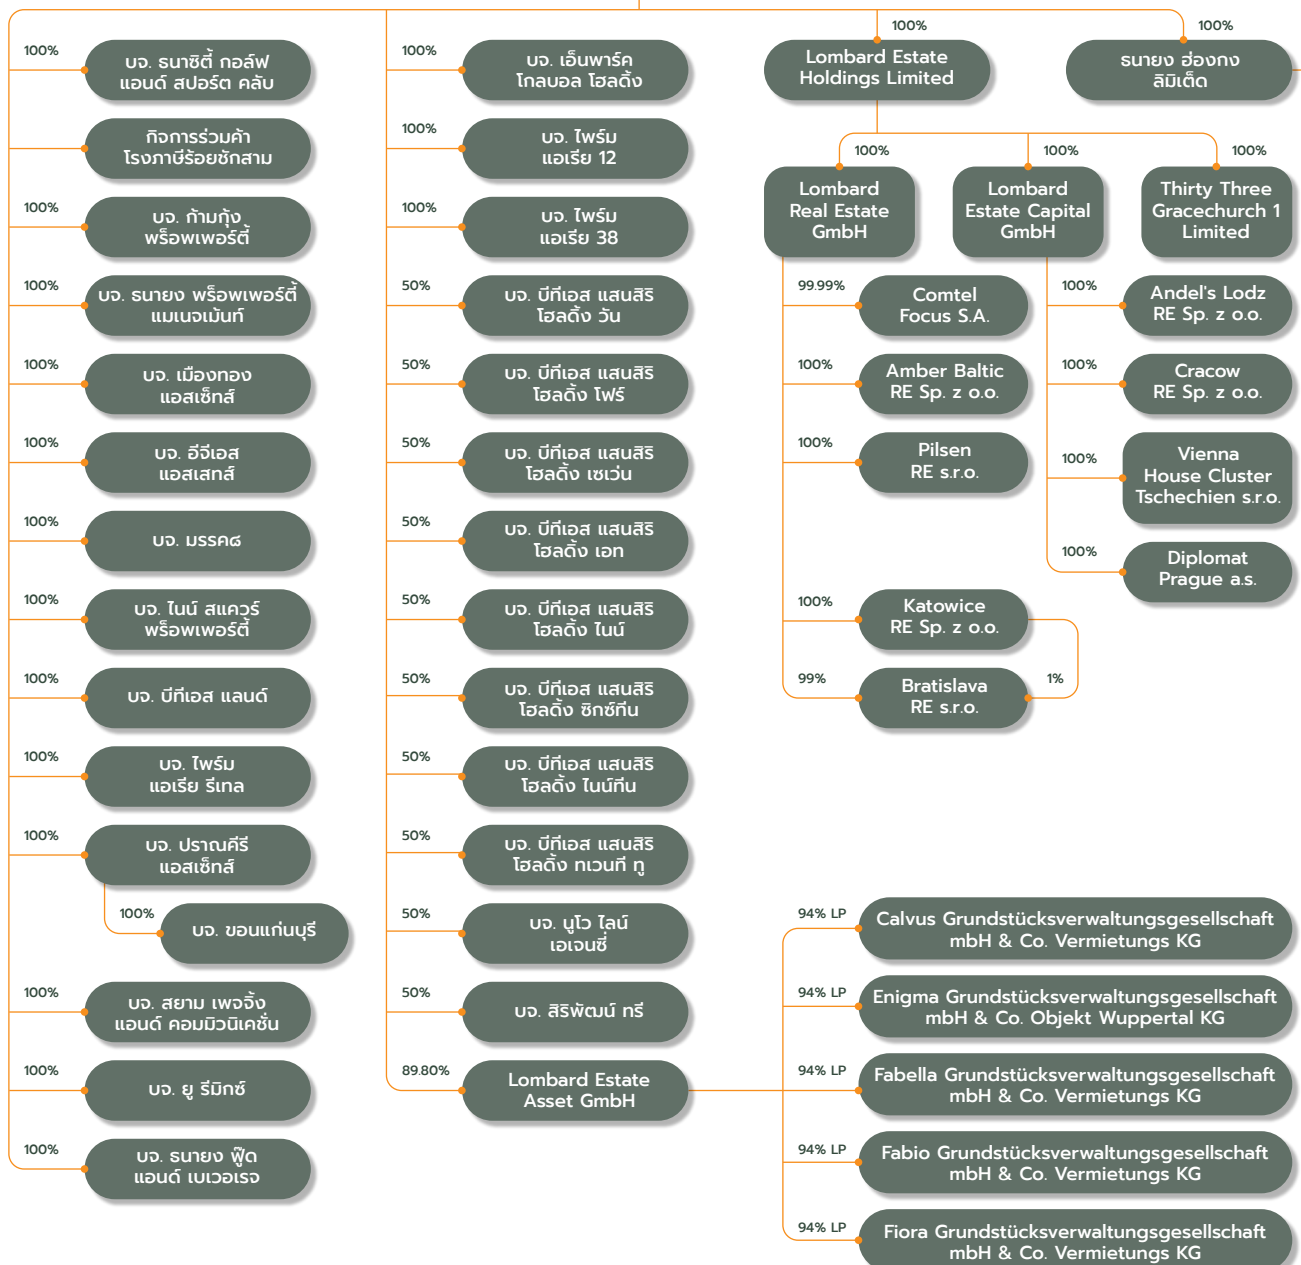 100%
บจ. ธนาซิตี้ กอล์ฟ
แอนด์ สปอร์ต คลับ
กิจการร่วมค้า
โรงภาษีร้อยชักสาม
100%
บจ. ก้ามกุ้ง
พร็อพเพอร์ตี้
100%
บจ. ธนายง พร็อพเพอร์ตี้
แมเนจเม้นท์
100%
บจ. เมืองทอง
แอสเซ็ทส์
100%
บจ. อีจีเอส
แอสเสทส์
100%
บจ. มรรค๘
100%
บจ. ไนน์ สแควร์
พร็อพเพอร์ตี้
100%
บจ. บีทีเอส แลนด์
100%
บจ. ไพร์ม
แอเรีย รีเทล
100%
บจ. ปราณคีรี
แอสเซ็ทส์
100%
บจ. ขอนแก่นบุรี
100%
บจ. สยาม เพจจิ้ง
แอนด์ คอมมิวนิเคชั่น
100%
บจ. ยู รีมิกซ์
100%
บจ. ธนายง ฟู๊ด
แอนด์ เบเวอเรจ
100%
บจ. เอ็นพาร์ค
โกลบอล โฮลดิ้ง
100%
บจ. ไพร์ม
แอเรีย 12
100%
บจ. ไพร์ม
แอเรีย 38
50%
บจ. บีทีเอส แสนสิริ
โฮลดิ้ง วัน
50%
บจ. บีทีเอส แสนสิริ
โฮลดิ้ง โฟร์
50%
บจ. บีทีเอส แสนสิริ
โฮลดิ้ง เซเว่น
50%
บจ. บีทีเอส แสนสิริ
โฮลดิ้ง เอท
50%
บจ. บีทีเอส แสนสิริ
โฮลดิ้ง ไนน์
50%
บจ. บีทีเอส แสนสิริ
โฮลดิ้ง ซิกซ์ทีน
50%
บจ. บีทีเอส แสนสิริ
โฮลดิ้ง ไนน์ทีน
50%
บจ. บีทีเอส แสนสิริ
โฮลดิ้ง ทเวนที ทู
50%
บจ. นูโว ไลน์
เอเจนซี่
50%
บจ. สิริพัฒน์ ทรี
89.80%
Lombard Estate
Asset GmbH
100%
Lombard Estate
Holdings Limited
100%
ธนายง ฮ่องกง
ลิมิเต็ด
100%
Lombard
Real Estate
GmbH
100%
Lombard
Estate Capital
GmbH
100%
Thirty Three
Gracechurch 1
Limited
99.99%
Comtel
Focus S.A.
100%
Amber Baltic
RE Sp. z o.o.
100%
Pilsen
RE s.r.o.
100%
Katowice
RE Sp. z o.o.
99%
Bratislava
RE s.r.o.
1%
100%
Andel's Lodz
RE Sp. z o.o.
100%
Cracow
RE Sp. z o.o.
100%
Vienna
House Cluster
Tschechien s.r.o.
100%
Diplomat
Prague a.s.
94% LP
Calvus Grundstücksverwaltungsgesellschaft
mbH & Co. Vermietungs KG
94% LP
Enigma Grundstücksverwaltungsgesellschaft
mbH & Co. Objekt Wuppertal KG
94% LP
Fabella Grundstücksverwaltungsgesellschaft
mbH & Co. Vermietungs KG
94% LP
Fabio Grundstücksverwaltungsgesellschaft
mbH & Co. Vermietungs KG
94% LP
Fiora Grundstücksverwaltungsgesellschaft
mbH & Co. Vermietungs KG